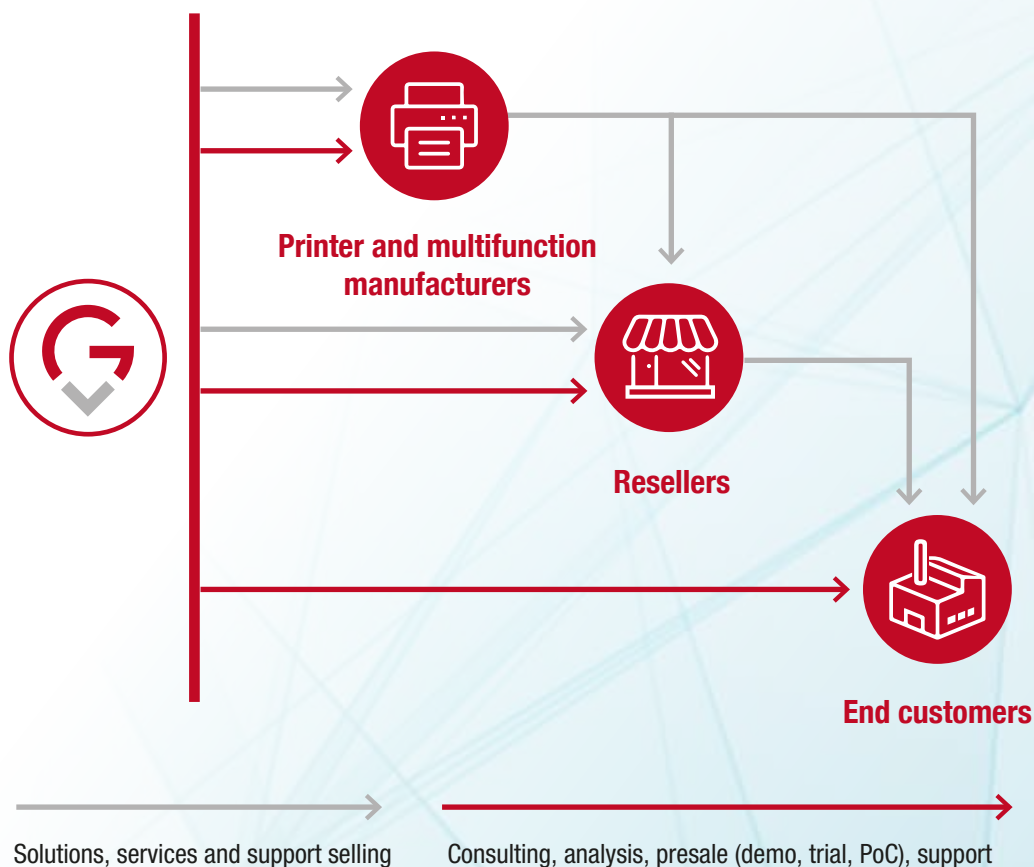 Printer and multifunction
manufacturers
Resellers
End customers
Solutions, services and support selling
Consulting, analysis, presale (demo, trial, PoC), support